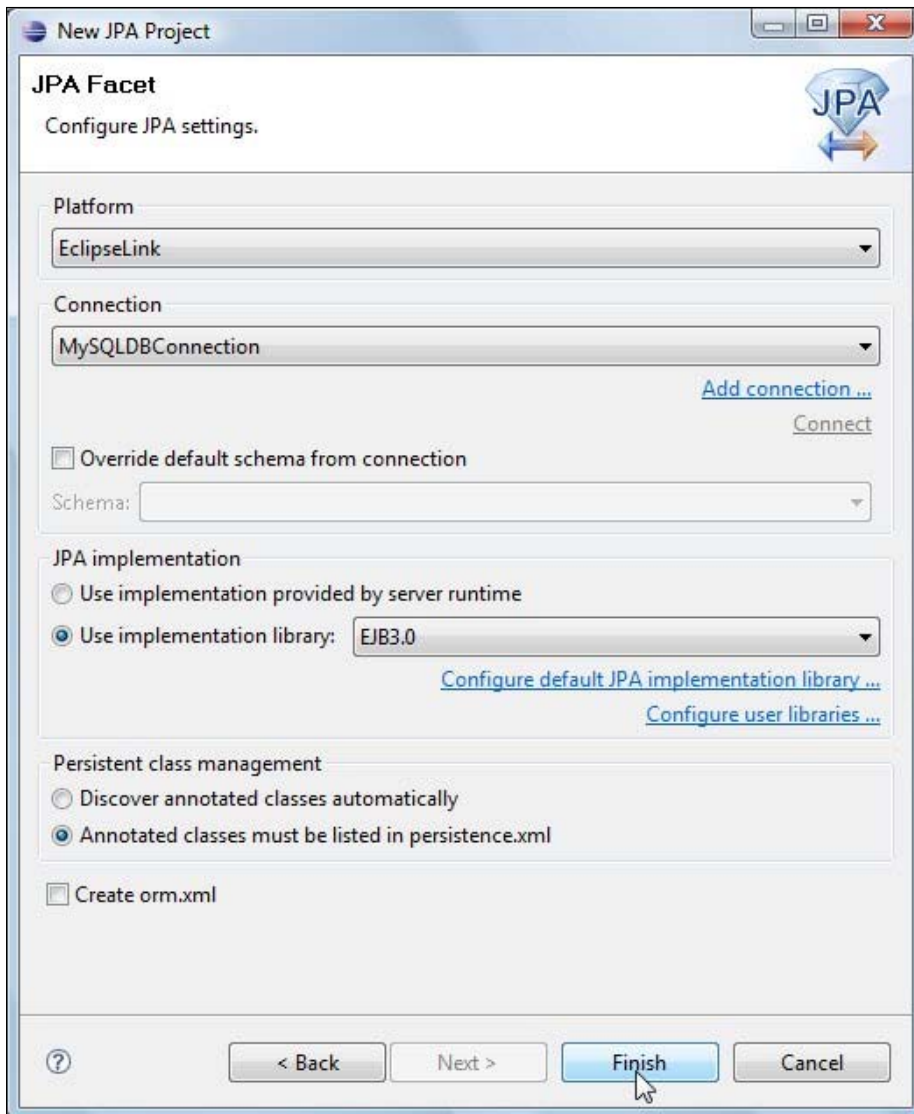 New JPA Project
JPA Facet
Configure JPA settings.
JPA
Platform
EclipseLink
Connection
MySQLDBConnection
Add connection ...
Connect
Override default schema from connection
Schema:
JPA implementation
Use implementation provided by server runtime
Use implementation library: EJB3.0
Configure default JPA implementation library ...
Configure user libraries ...
Persistent class management
Discover annotated classes automatically
Annotated classes must be listed in persistence.xml
Create orm.xml
? < Back Next > Finish Cancel